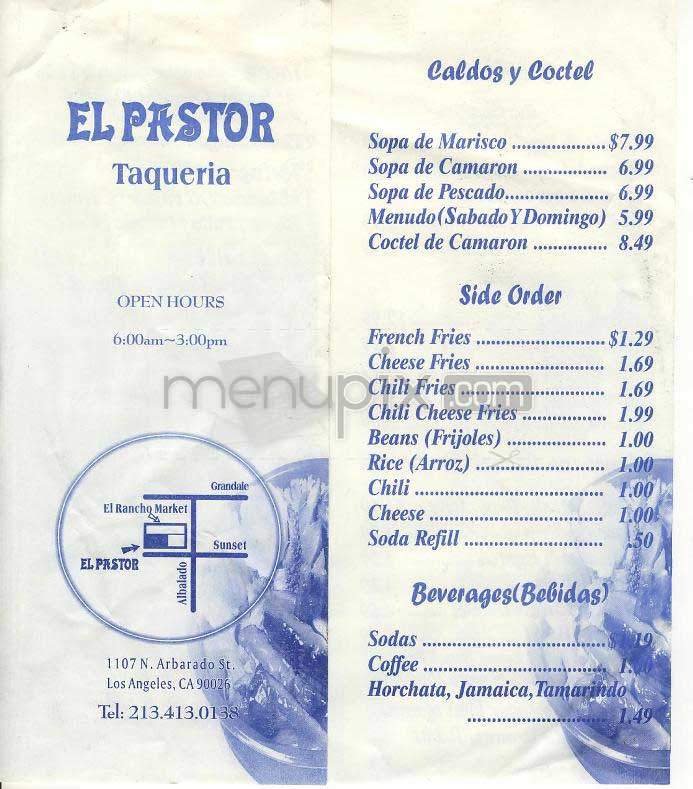 EL PASTOR
Taqueria
OPEN HOURS
6:00am~3:00pm
Grandale
El Rancho Market
Sunset
EL PASTOR
Albalado
1107 N. Arbarado St.
Los Angeles, CA 90026
Tel: 213.413.0138
Caldos y Coctel
Sopa de Marisco ................... $7.99
Sopa de Camaron ................. 6.99
Sopa de Pescado..................... 6.99
Menudo(Sabado Y Domingo) 5.99
Coctel de Camaron ............... 8.49
Side Order
French Fries .......................... $1.29
Cheese Fries ........................... 1.69
Chili Fries .............................. 1.69
Chili Cheese Fries ................. 1.99
Beans (Frijoles) ..................... 1.00
Rice (Arroz) .......................... 1.00
Chili ....................................... 1.00
Cheese ................................... 1.00
Soda Refill ............................ .50
Beverages(Bebidas)
Sodas ..................................... $1.19
Coffee .................................... 1.00
Horchata, Jamaica,Tamarindo
............................ 1.49
menupix.com